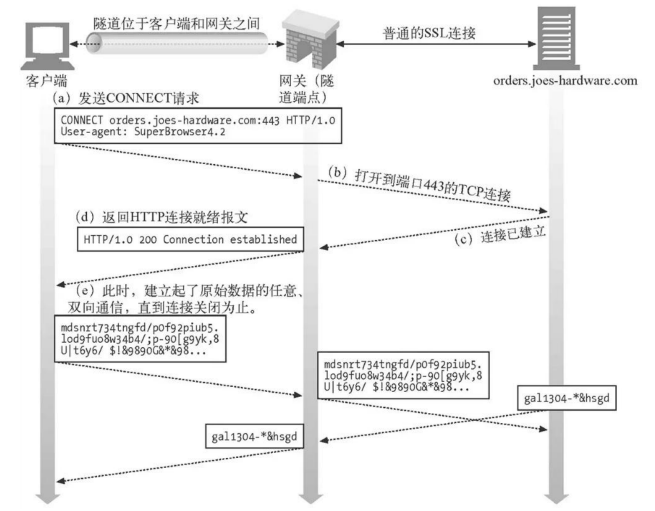 隧道位于客户端和网关之间
普通的SSL连接
客户端
网关（隧
道端点）
orders.joes-hardware.com
(a) 发送CONNECT请求
CONNECT orders.joes-hardware.com:443 HTTP/1.0
User-agent: SuperBrowser4.2
(b) 打开到端口443的TCP连接
(d) 返回HTTP连接就绪报文
HTTP/1.0 200 Connection established
(c) 连接已建立
(e) 此时，建立起了原始数据的任意、
双向通信，直到连接关闭为止。
mdsnrt734tngfd/pOf92piub5.
lod9fuo8w34b4/;p-90[g9yk,8
U|t6y6/ $!&989OG&*&98...
mdsnrt734tngfd/pOf92piub5.
lod9fuo8w34b4/;p-90[g9yk,8
U|t6y6/ $!&989OG&*&98...
gal1304-*&hsgd
gal1304-*&hsgd